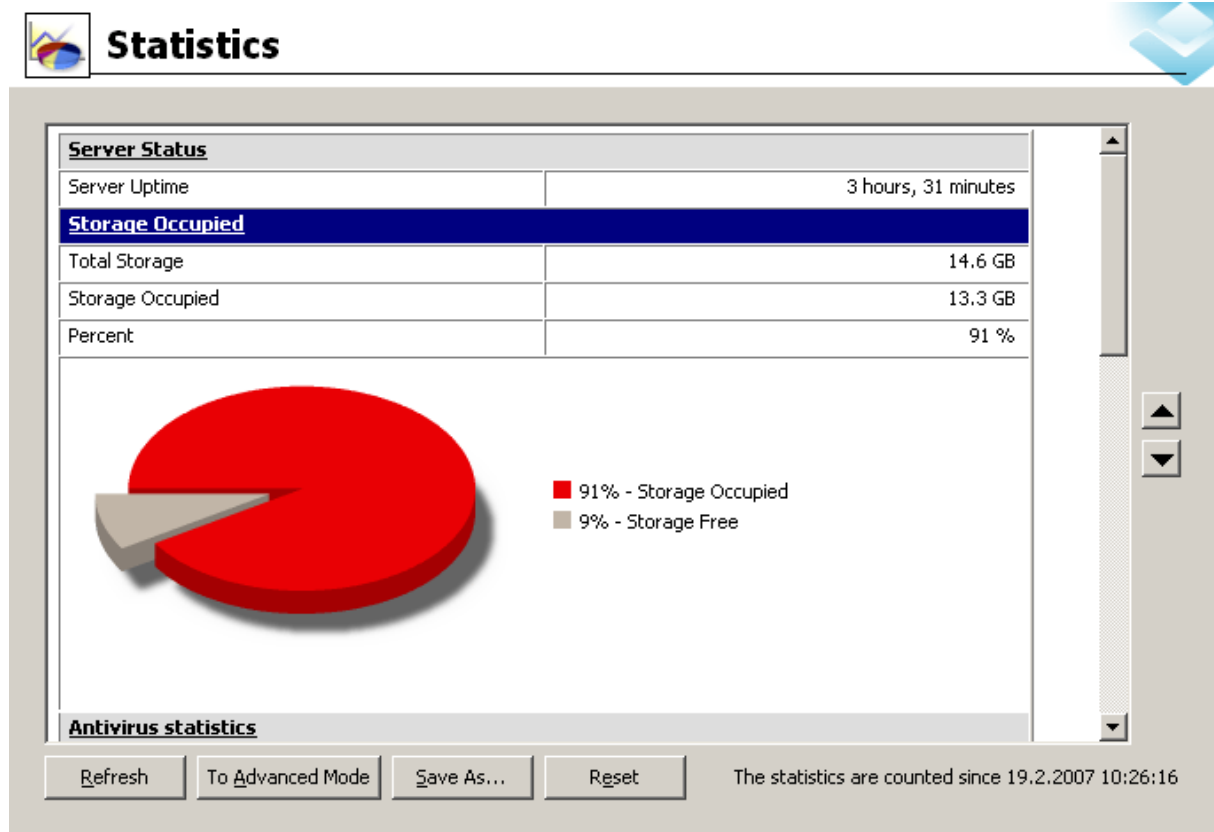 Statistics
Server Status
Server Uptime 3 hours, 31 minutes
Storage Occupied
Total Storage 14.6 GB
Storage Occupied 13.3 GB
Percent 91 %
91% - Storage Occupied
9% - Storage Free
Antivirus statistics
Refresh To Advanced Mode Save As... Reset The statistics are counted since 19.2.2007 10:26:16